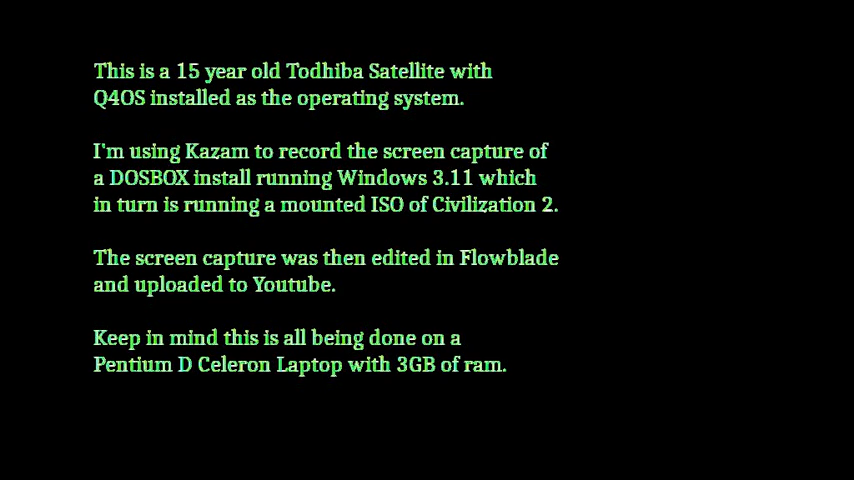 This is a 15 year old Todhiba Satellite with
Q4OS installed as the operating system.
I'm using Kazam to record the screen capture of
a DOSBOX install running Windows 3.11 which
in turn is running a mounted ISO of Civilization 2.
The screen capture was then edited in Flowblade
and uploaded to Youtube.
Keep in mind this is all being done on a
Pentium D Celeron Laptop with 3GB of ram.